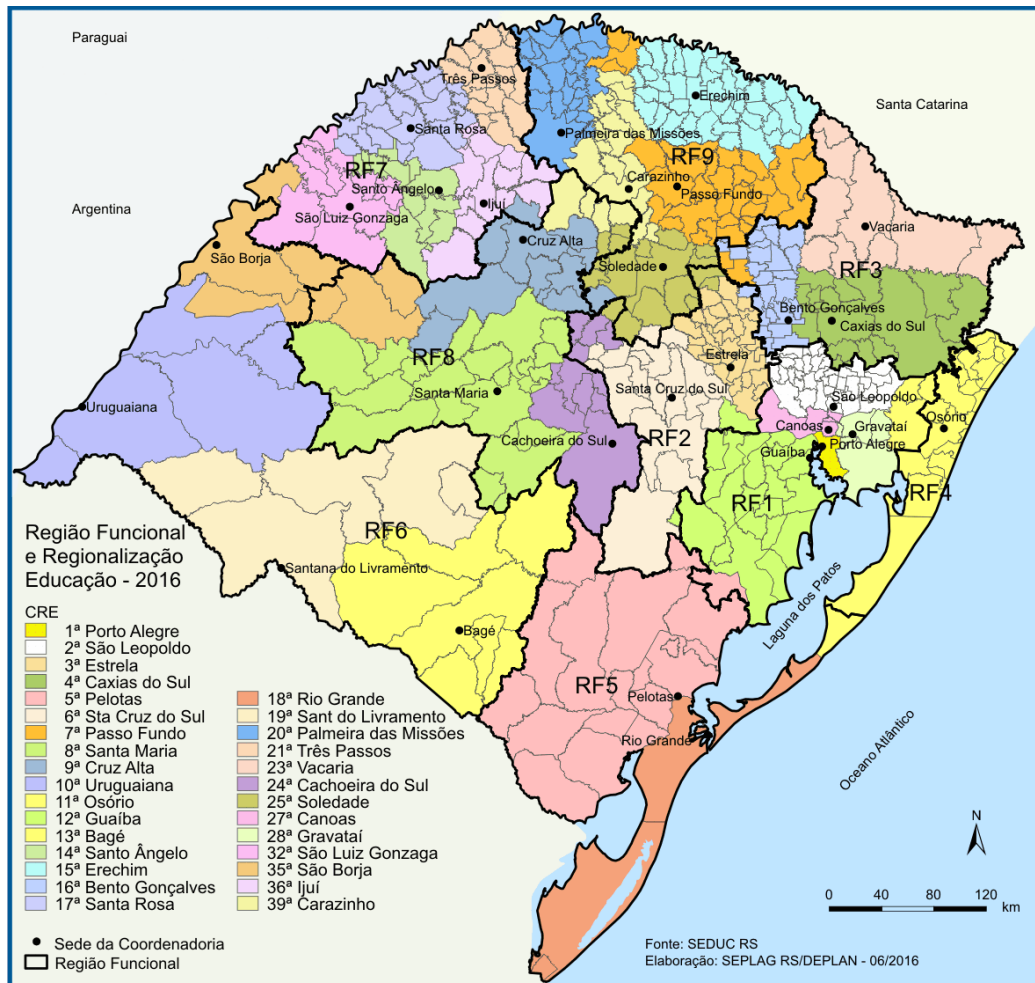 Paraguai
Santa Catarina
Argentina
Três Passos
Erechim
Santa Rosa
Palmeira das Missões
RF9
RF7
Carazinho
Santo Ângelo
Passo Fundo
São Luiz Gonzaga
Ijuí
Vacaria
Cruz Alta
São Borja
Soledade
RF3
Bento Gonçalves
Caxias do Sul
RF8
Estrela
Santa Maria
Santa Cruz do Sul
São Leopoldo
Uruguaiana
Osório
Canoas
Gravataí
Cachoeira do Sul
RF2
Porto Alegre
Guaíba
RF4
RF1
RF6
Santana do Livramento
Laguna dos Patos
Bagé
RF5
Pelotas
Rio Grande
Oceano Atlântico
Região Funcional
e Regionalização
Educação - 2016
CRE
1ª Porto Alegre
2ª São Leopoldo
3ª Estrela
4ª Caxias do Sul
5ª Pelotas
6ª Sta Cruz do Sul
7ª Passo Fundo
8ª Santa Maria
9ª Cruz Alta
10ª Uruguaiana
11ª Osório
12ª Guaíba
13ª Bagé
14ª Santo Ângelo
15ª Erechim
16ª Bento Gonçalves
17ª Santa Rosa
18ª Rio Grande
19ª Sant do Livramento
20ª Palmeira das Missões
21ª Três Passos
23ª Vacaria
24ª Cachoeira do Sul
25ª Soledade
27ª Canoas
28ª Gravataí
32ª São Luiz Gonzaga
35ª São Borja
36ª Ijuí
39ª Carazinho
Sede da Coordenadoria
Região Funcional
N
0 40 80 120
km
Fonte: SEDUC RS
Elaboração: SEPLAG RS/DEPLAN - 06/2016